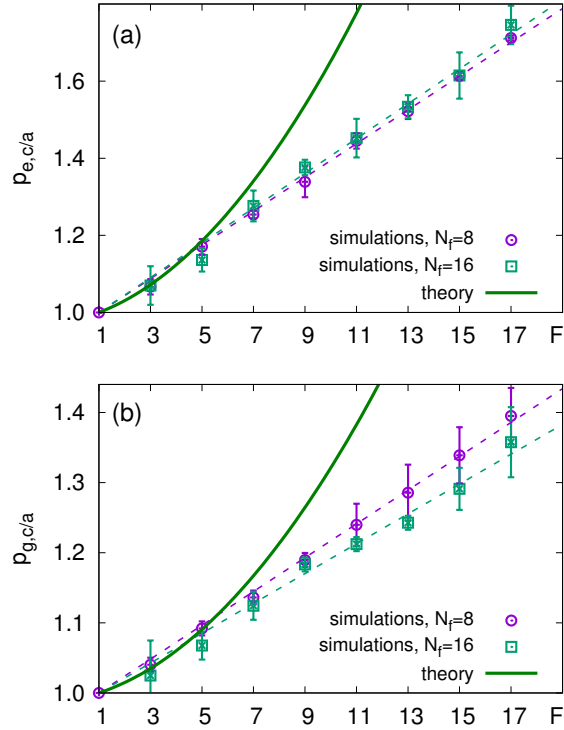 (a)
1.6
1.4
1.2
1.0
p_e,c/a
simulations, N_f=8
simulations, N_f=16
theory
1 3 5 7 9 11 13 15 17 F
(b)
1.4
1.3
1.2
1.1
1.0
p_g,c/a
simulations, N_f=8
simulations, N_f=16
theory
1 3 5 7 9 11 13 15 17 F